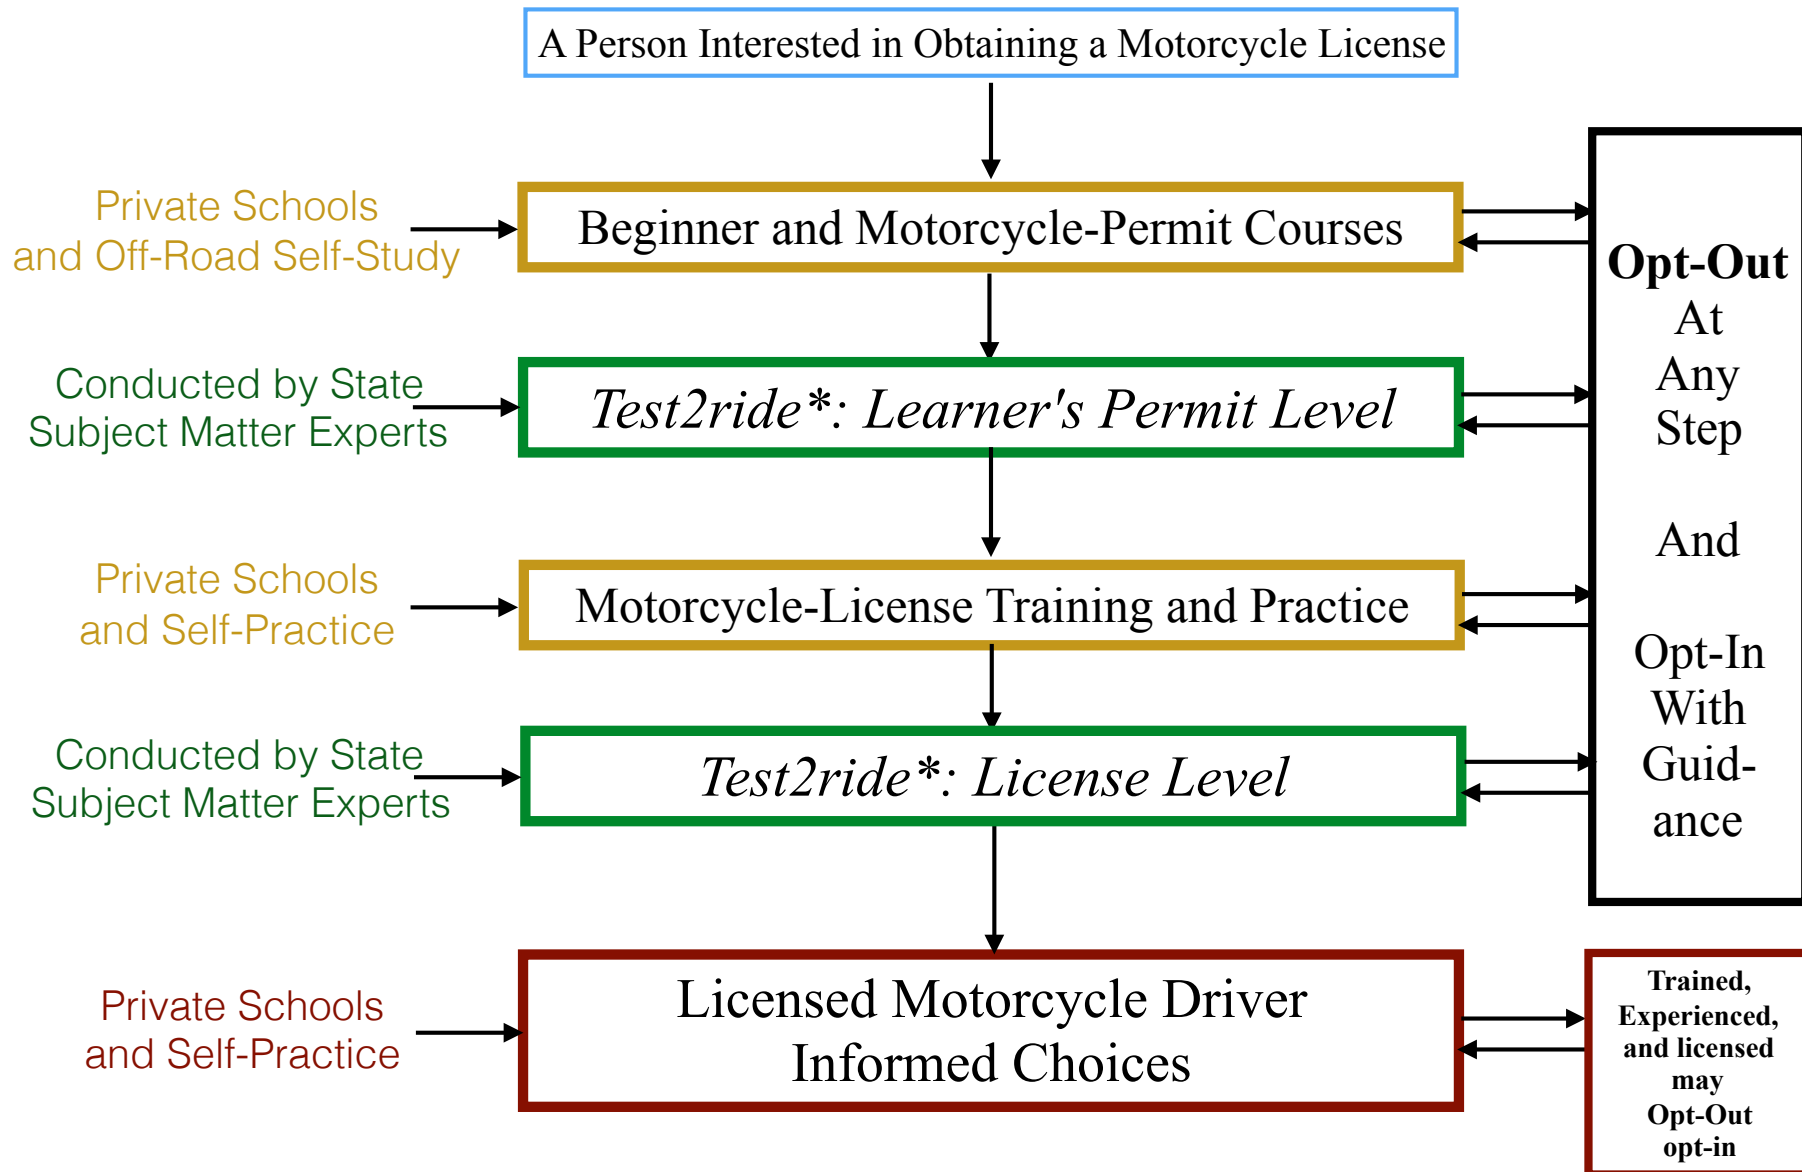 A Person Interested in Obtaining a Motorcycle License
Private Schools
and Off-Road Self-Study
Beginner and Motorcycle-Permit Courses
Conducted by State
Subject Matter Experts
Test2ride*: Learner's Permit Level
Private Schools
and Self-Practice
Motorcycle-License Training and Practice
Conducted by State
Subject Matter Experts
Test2ride*: License Level
Opt-Out
At
Any
Step
And
Opt-In
With
Guid-
ance
Private Schools
and Self-Practice
Licensed Motorcycle Driver
Informed Choices
Trained,
Experienced,
and licensed
may
Opt-Out
opt-in